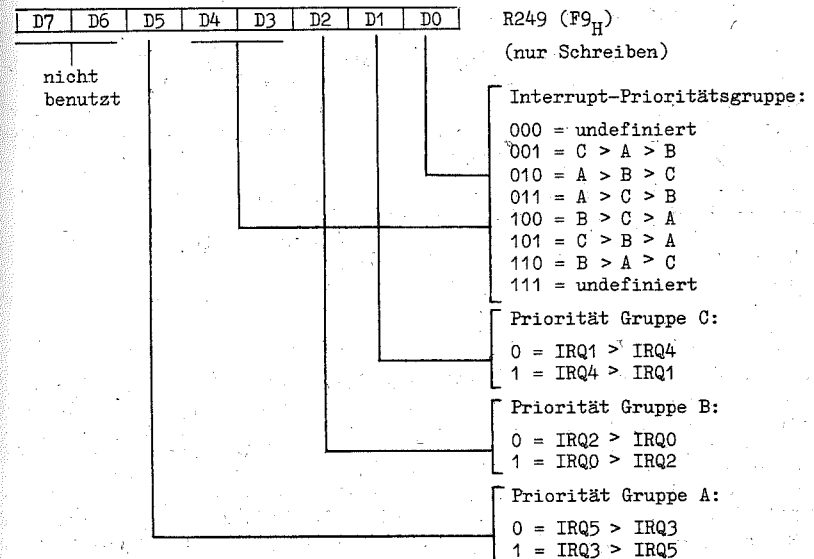 D7 D6 D5 D4 D3 D2 D1 D0
R249 (F9H)
(nur Schreiben)
nicht
benutzt
Interrupt-Prioritätsgruppe:
000 = undefiniert
001 = C > A > B
010 = A > B > C
011 = A > C > B
100 = B > C > A
101 = C > B > A
110 = B > A > C
111 = undefiniert
Priorität Gruppe C:
0 = IRQ1 > IRQ4
1 = IRQ4 > IRQ1
Priorität Gruppe B:
0 = IRQ2 > IRQ0
1 = IRQ0 > IRQ2
Priorität Gruppe A:
0 = IRQ5 > IRQ3
1 = IRQ3 > IRQ5